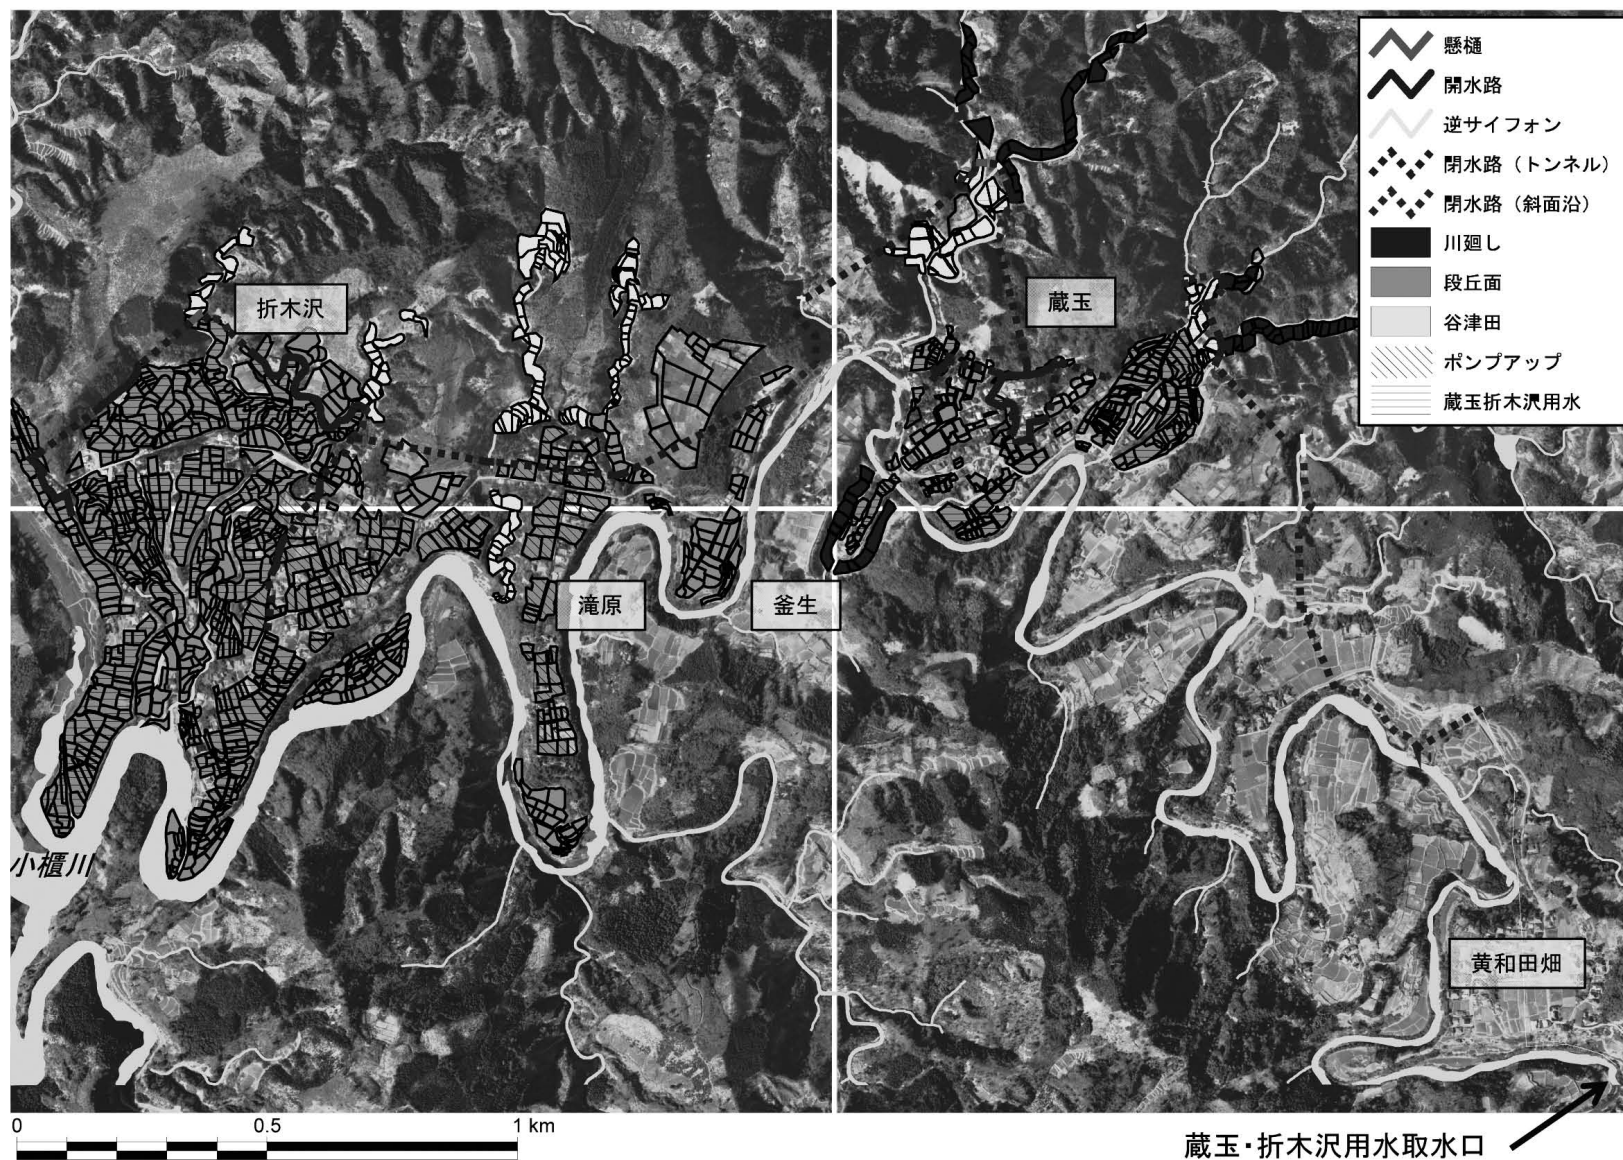 懸樋
開水路
逆サイフォン
閉水路（トンネル）
閉水路（斜面沿）
川廻し
段丘面
谷津田
ポンプアップ
蔵玉折木沢用水
折木沢
蔵玉
滝原
釜生
小櫃川
黄和田畑
0 0.5 1 km
蔵玉・折木沢用水取水口